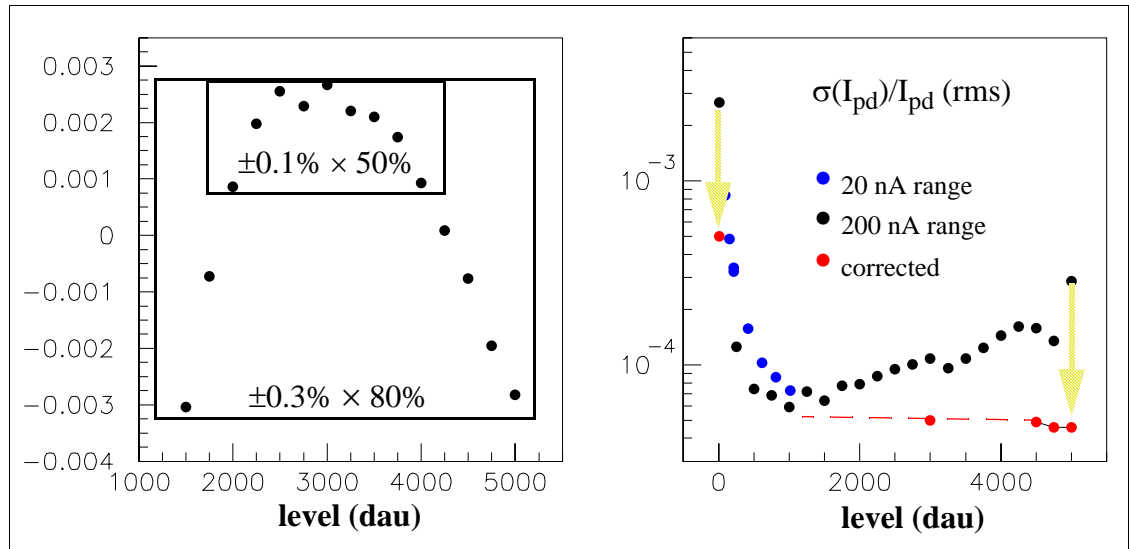 0.003
0.002
0.001
0
−0.001
−0.002
−0.003
−0.004
1000 2000 3000 4000 5000
level (dau)
±0.1% × 50%
±0.3% × 80%
σ(I_pd)/I_pd (rms)
20 nA range
200 nA range
corrected
10⁻³
10⁻⁴
0 2000 4000
level (dau)